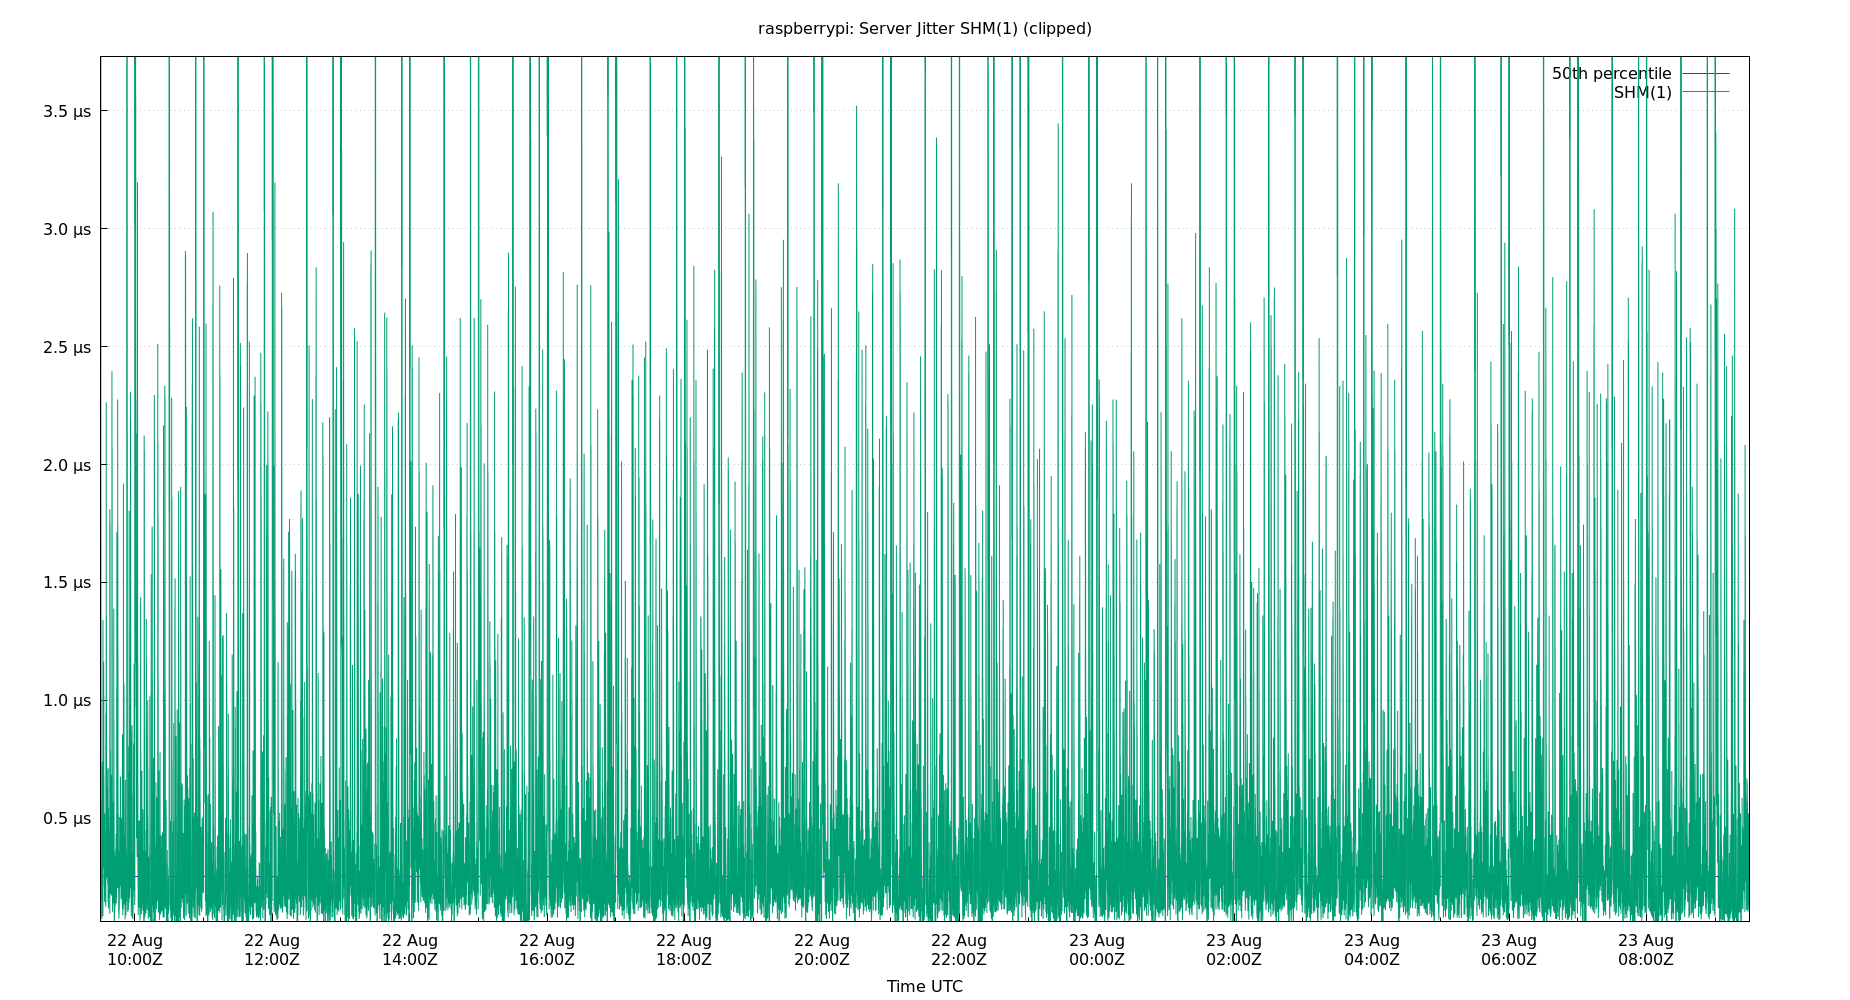 raspberrypi: Server Jitter SHM(1) (clipped)
50th percentile
SHM(1)
3.5 µs
3.0 µs
2.5 µs
2.0 µs
1.5 µs
1.0 µs
0.5 µs
22 Aug 22 Aug 22 Aug 22 Aug 22 Aug 22 Aug 22 Aug 23 Aug 23 Aug 23 Aug 23 Aug 23 Aug
10:00Z 12:00Z 14:00Z 16:00Z 18:00Z 20:00Z 22:00Z 00:00Z 02:00Z 04:00Z 06:00Z 08:00Z
Time UTC